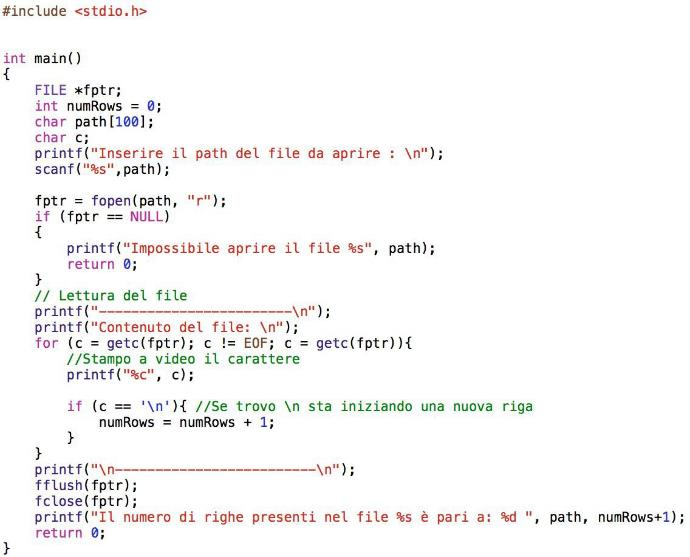 #include <stdio.h>
int main()
{
FILE *fptr;
int numRows = 0;
char path[100];
char c;
printf("Inserire il path del file da aprire : \n");
scanf("%s",path);
fptr = fopen(path, "r");
if (fptr == NULL)
{
printf("Impossibile aprire il file %s", path);
return 0;
}
// Lettura del file
printf("------------------------\n");
printf("Contenuto del file: \n");
for (c = getc(fptr); c != EOF; c = getc(fptr)){
//Stampo a video il carattere
printf("%c", c);
if (c == '\n'){ //Se trovo \n sta iniziando una nuova riga
numRows = numRows + 1;
}
}
printf("\n-------------------------\n");
fflush(fptr);
fclose(fptr);
printf("Il numero di righe presenti nel file %s è pari a: %d ", path, numRows+1);
return 0;
}